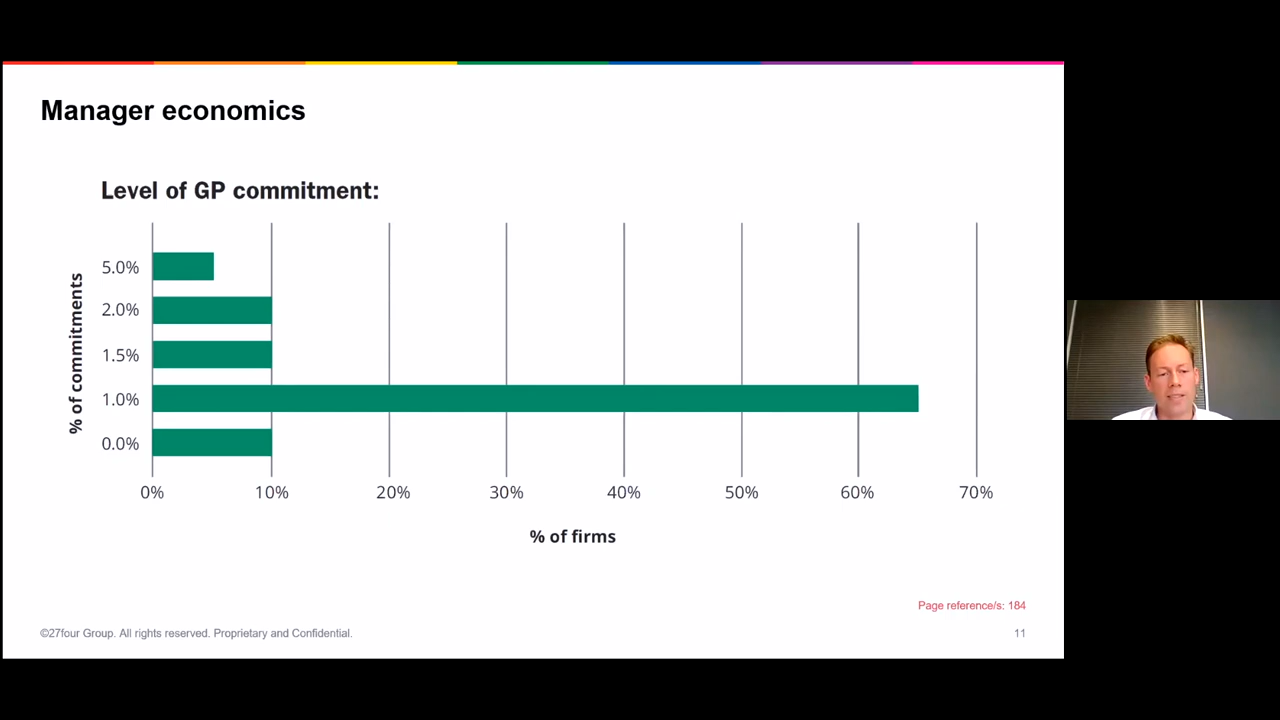 Manager economics
Level of GP commitment:
% of commitments
5.0%
2.0%
1.5%
1.0%
0.0%
0% 10% 20% 30% 40% 50% 60% 70%
% of firms
Page reference/s: 184
©27four Group. All rights reserved. Proprietary and Confidential.
11